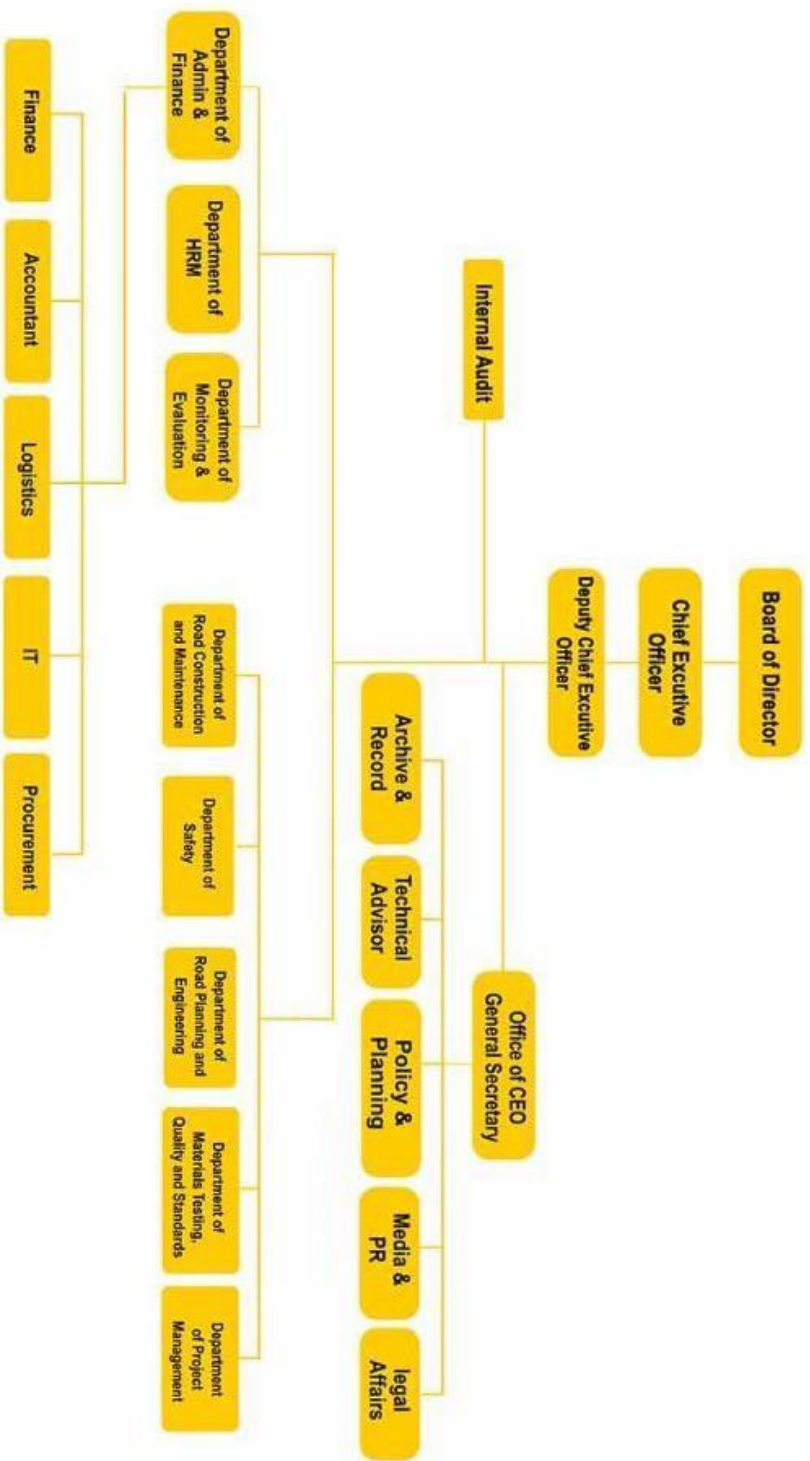 Board of Director
Chief Excutive
Officer
Deputy Chief Excutive
Officer
Internal Audit
Office of CEO
General Secretary
Archive &
Record
Technical
Advisor
Policy &
Planning
Media &
PR
legal
Affairs
Department of
Admin &
Finance
Department of
HRM
Department of
Monitoring &
Evaluation
Department of
Road Construction
and Maintenance
Department of
Safety
Department of
Road Planning and
Engineering
Department of
Materials Testing,
Quality and Standards
Department
of Project
Management
Finance
Accountant
Logistics
IT
Procurement